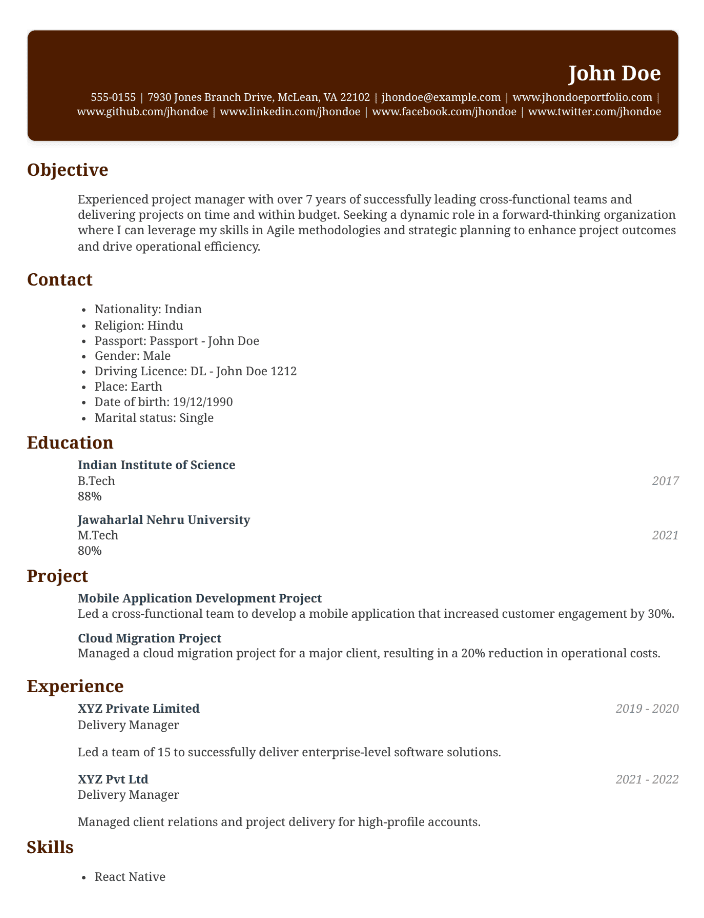 John Doe
555-0155 | 7930 Jones Branch Drive, McLean, VA 22102 | jhondoe@example.com | www.jhondoeportfolio.com |
www.github.com/jhondoe | www.linkedin.com/jhondoe | www.facebook.com/jhondoe | www.twitter.com/jhondoe
Objective
Experienced project manager with over 7 years of successfully leading cross-functional teams and
delivering projects on time and within budget. Seeking a dynamic role in a forward-thinking organization
where I can leverage my skills in Agile methodologies and strategic planning to enhance project outcomes
and drive operational efficiency.
Contact
• Nationality: Indian
• Religion: Hindu
• Passport: Passport - John Doe
• Gender: Male
• Driving Licence: DL - John Doe 1212
• Place: Earth
• Date of birth: 19/12/1990
• Marital status: Single
Education
Indian Institute of Science
B.Tech 2017
88%
Jawaharlal Nehru University
M.Tech 2021
80%
Project
Mobile Application Development Project
Led a cross-functional team to develop a mobile application that increased customer engagement by 30%.
Cloud Migration Project
Managed a cloud migration project for a major client, resulting in a 20% reduction in operational costs.
Experience
XYZ Private Limited 2019 - 2020
Delivery Manager
Led a team of 15 to successfully deliver enterprise-level software solutions.
XYZ Pvt Ltd 2021 - 2022
Delivery Manager
Managed client relations and project delivery for high-profile accounts.
Skills
• React Native